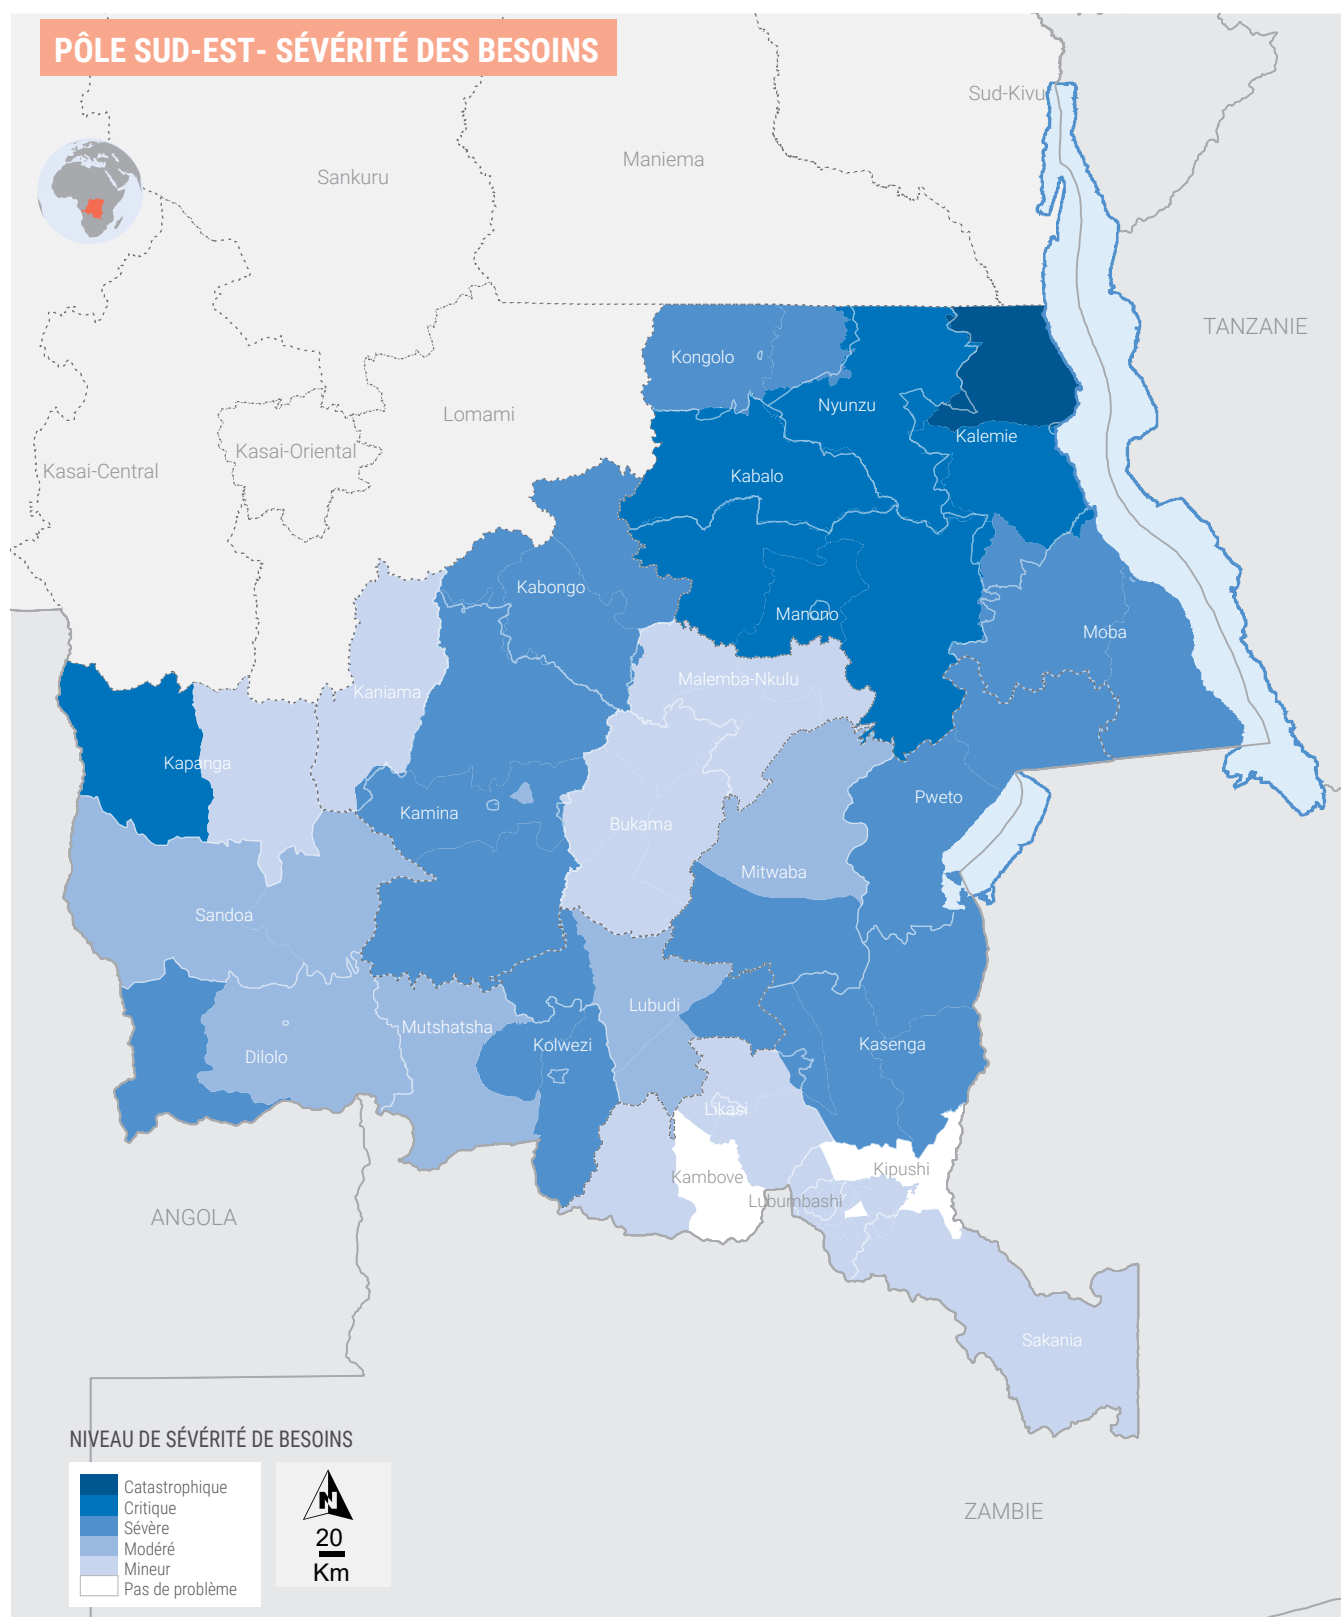 PÔLE SUD-EST- SÉVÉRITÉ DES BESOINS
Sud-Kivu
Maniema
Sankuru
TANZANIE
Kongolo
Nyunzu
Lomami
Kalemie
Kasai-Oriental
Kasai-Central
Kabalo
Kabongo
Manono
Moba
Malemba-Nkulu
Kaniama
Kapanga
Pweto
Kamina
Bukama
Mitwaba
Sandoa
Lubudi
Mutshatsha
Kolwezi
Kasenga
Dilolo
Likasi
Kipushi
Kambove
Lubumbashi
ANGOLA
Sakania
NIVEAU DE SÉVÉRITÉ DE BESOINS
Catastrophique
Critique
Sévère
Modéré
Mineur
Pas de problème
N
20
Km
ZAMBIE